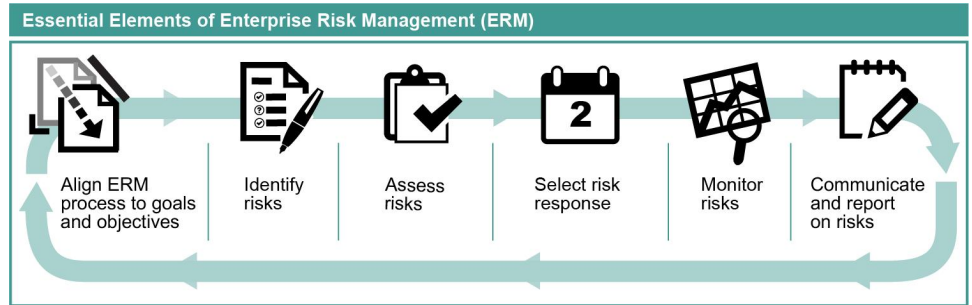 Essential Elements of Enterprise Risk Management (ERM)
2
Align ERM
process to goals
and objectives
Identify
risks
Assess
risks
Select risk
response
Monitor
risks
Communicate
and report
on risks